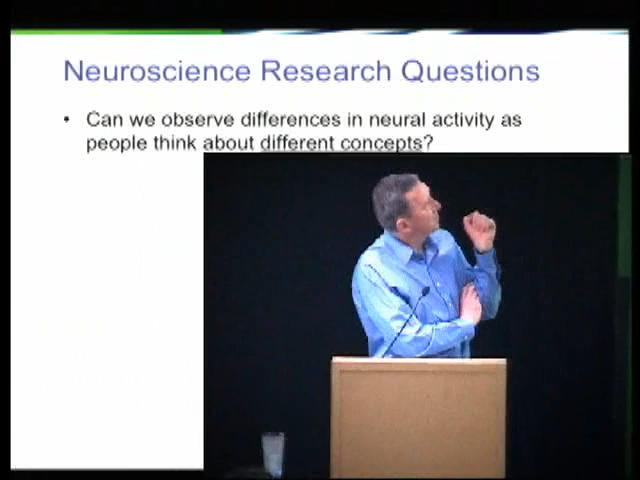 Neuroscience Research Questions
• Can we observe differences in neural activity as
people think about different concepts?